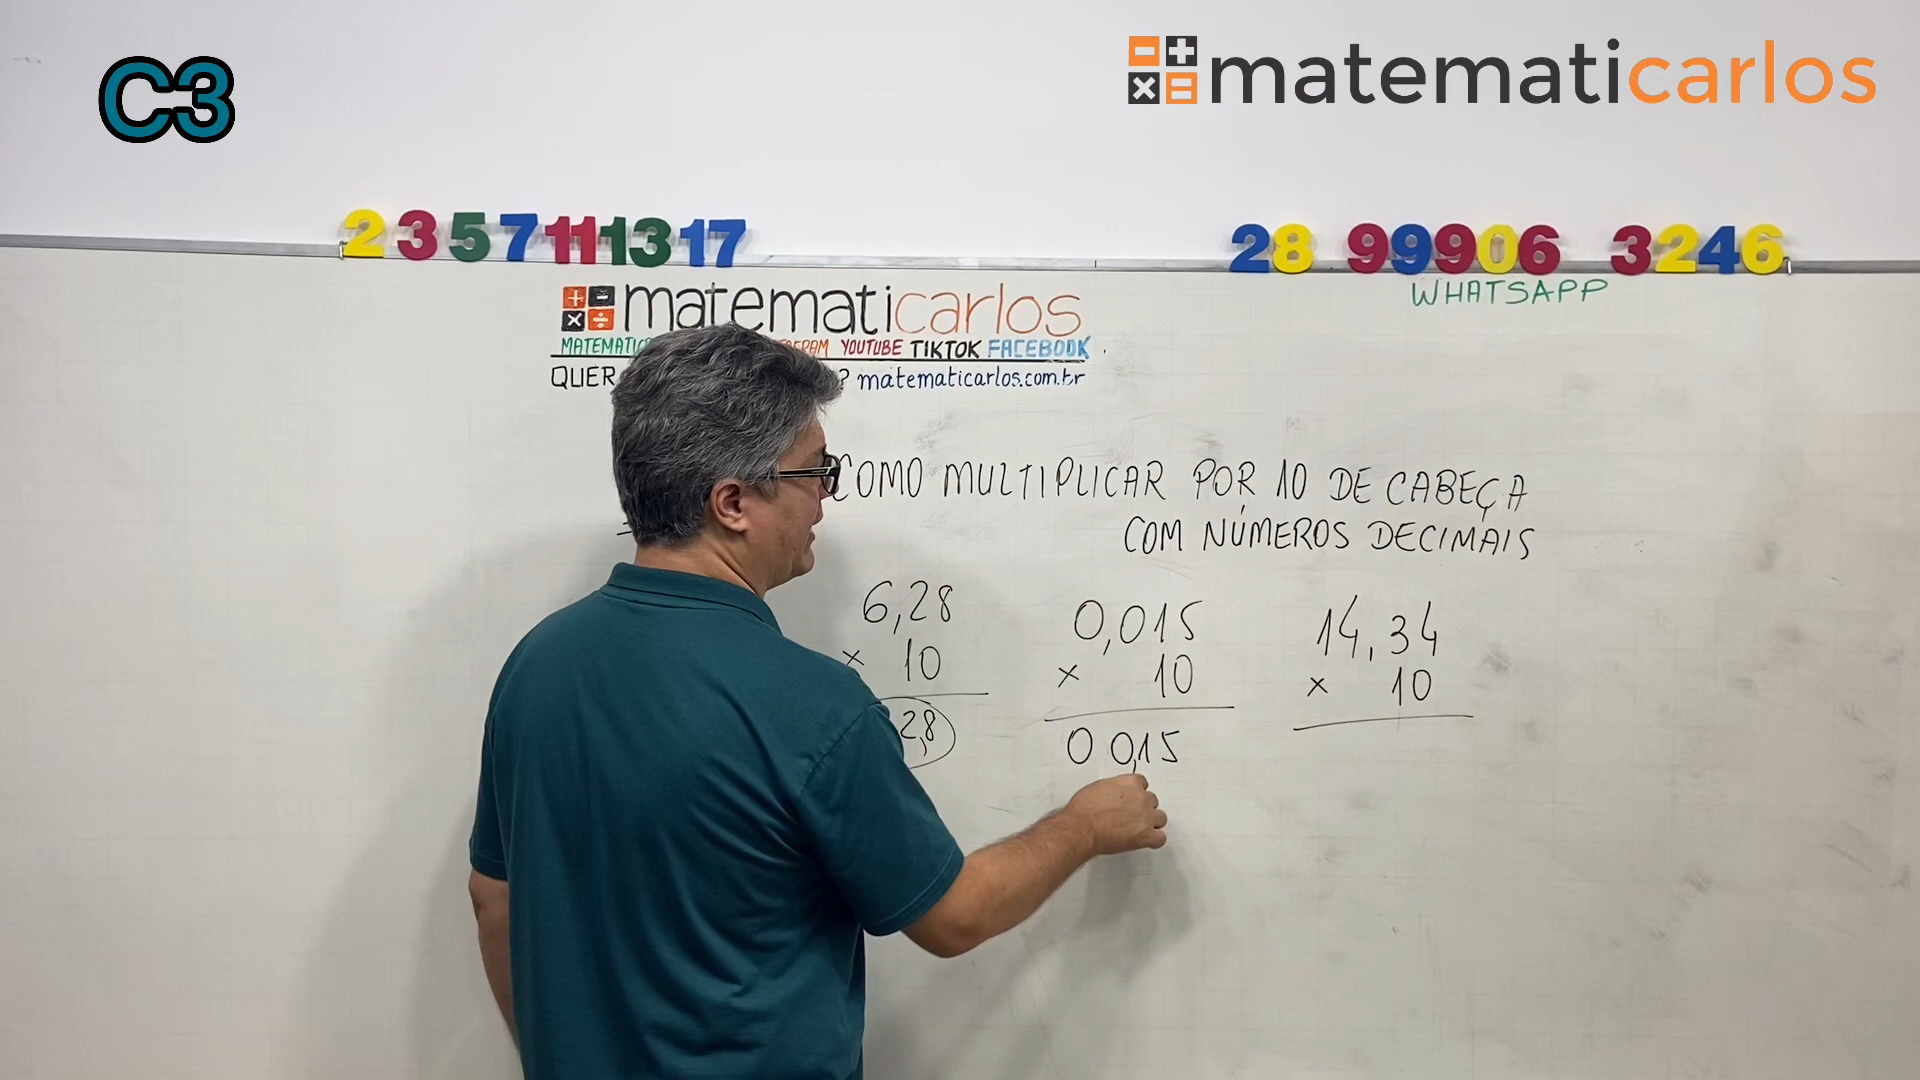 C3
matematicarlos
2 3 5 7 11 13 17
28 99906 3246
WHATSAPP
matematicarlos
YOUTUBE TIKTOK FACEBOOK
QUER ? matematicarlos.com.br
COMO MULTIPLICAR POR 10 DE CABEÇA
COM NÚMEROS DECIMAIS
6,28
× 10
2,8
0,015
× 10
0 0,15
14,34
× 10